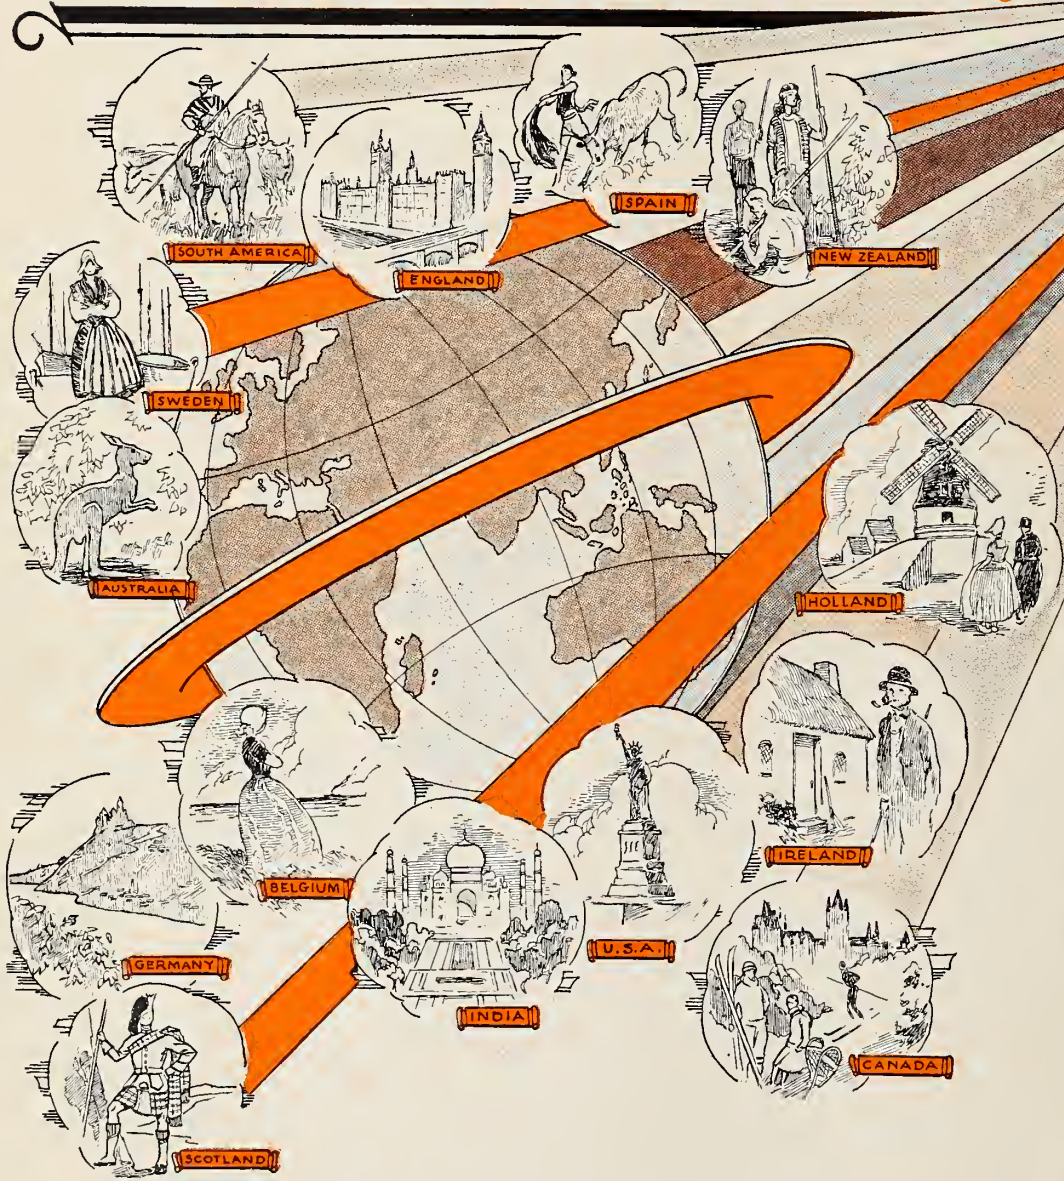 SPAIN
SOUTH AMERICA
NEW ZEALAND
ENGLAND
SWEDEN
AUSTRALIA
HOLLAND
IRELAND
BELGIUM
U.S.A.
GERMANY
INDIA
CANADA
SCOTLAND